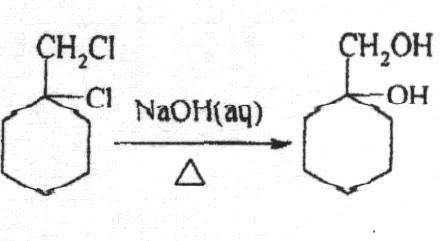 CH₂Cl
Cl
NaOH(aq)
△
CH₂OH
OH